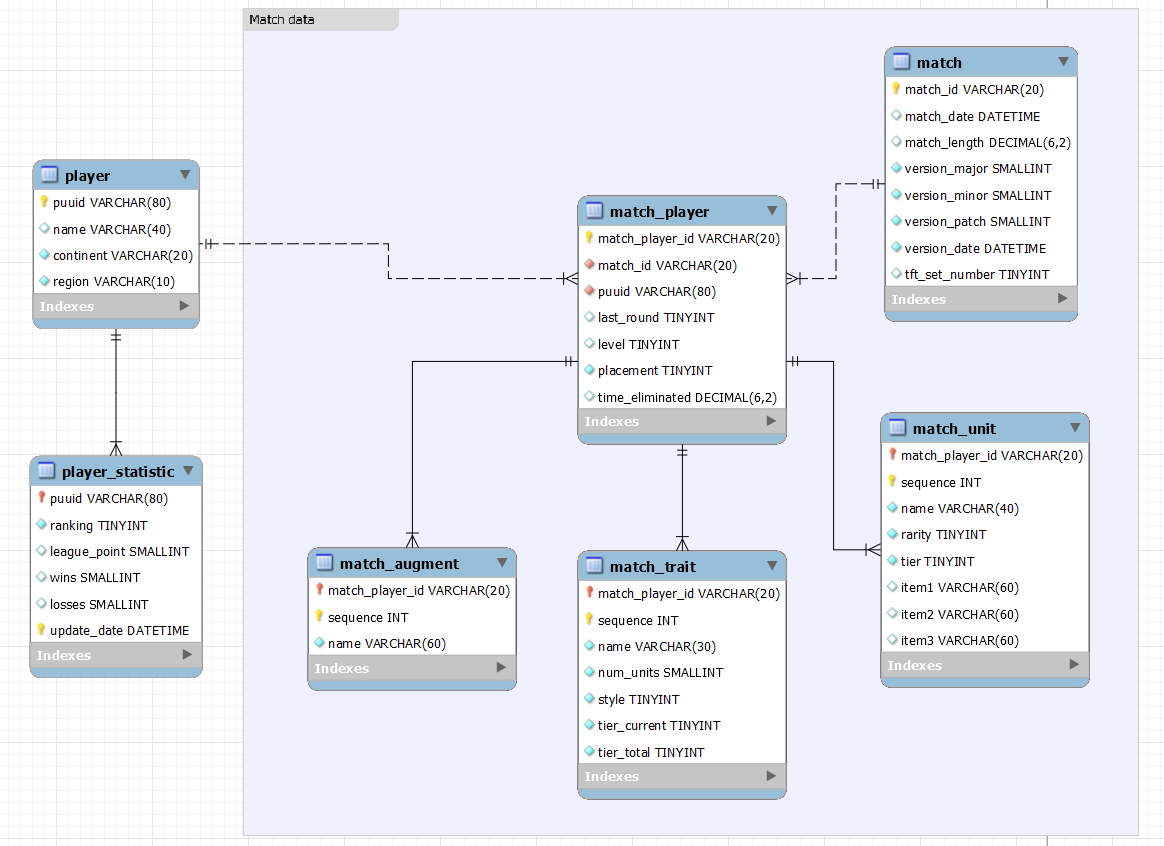 Match data
match
match_id VARCHAR(20)
match_date DATETIME
match_length DECIMAL(6,2)
version_major SMALLINT
version_minor SMALLINT
version_patch SMALLINT
version_date DATETIME
tft_set_number TINYINT
Indexes
player
puuid VARCHAR(80)
name VARCHAR(40)
continent VARCHAR(20)
region VARCHAR(10)
Indexes
match_player
match_player_id VARCHAR(20)
match_id VARCHAR(20)
puuid VARCHAR(80)
last_round TINYINT
level TINYINT
placement TINYINT
time_eliminated DECIMAL(6,2)
Indexes
match_unit
match_player_id VARCHAR(20)
sequence INT
name VARCHAR(40)
rarity TINYINT
tier TINYINT
item1 VARCHAR(60)
item2 VARCHAR(60)
item3 VARCHAR(60)
Indexes
player_statistic
puuid VARCHAR(80)
ranking TINYINT
league_point SMALLINT
wins SMALLINT
losses SMALLINT
update_date DATETIME
Indexes
match_augment
match_player_id VARCHAR(20)
sequence INT
name VARCHAR(60)
Indexes
match_trait
match_player_id VARCHAR(20)
sequence INT
name VARCHAR(30)
num_units SMALLINT
style TINYINT
tier_current TINYINT
tier_total TINYINT
Indexes